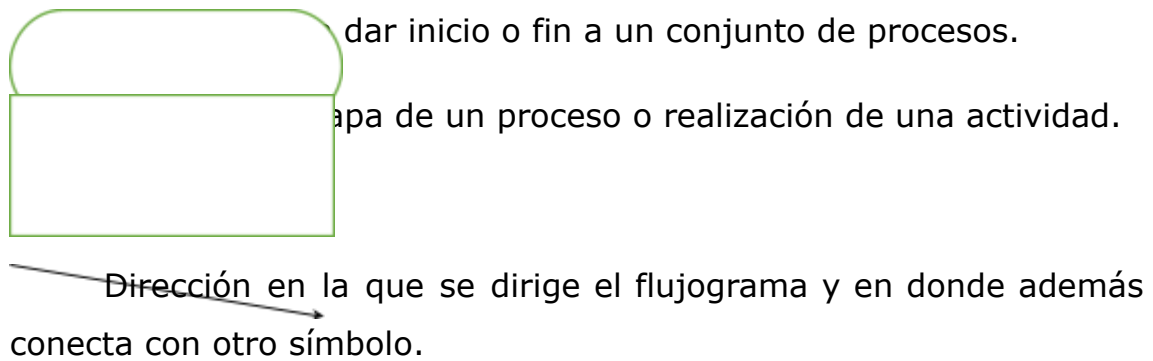 dar inicio o fin a un conjunto de procesos.
de un proceso o realización de una actividad.
Dirección en la que se dirige el flujograma y en donde además
conecta con otro símbolo.